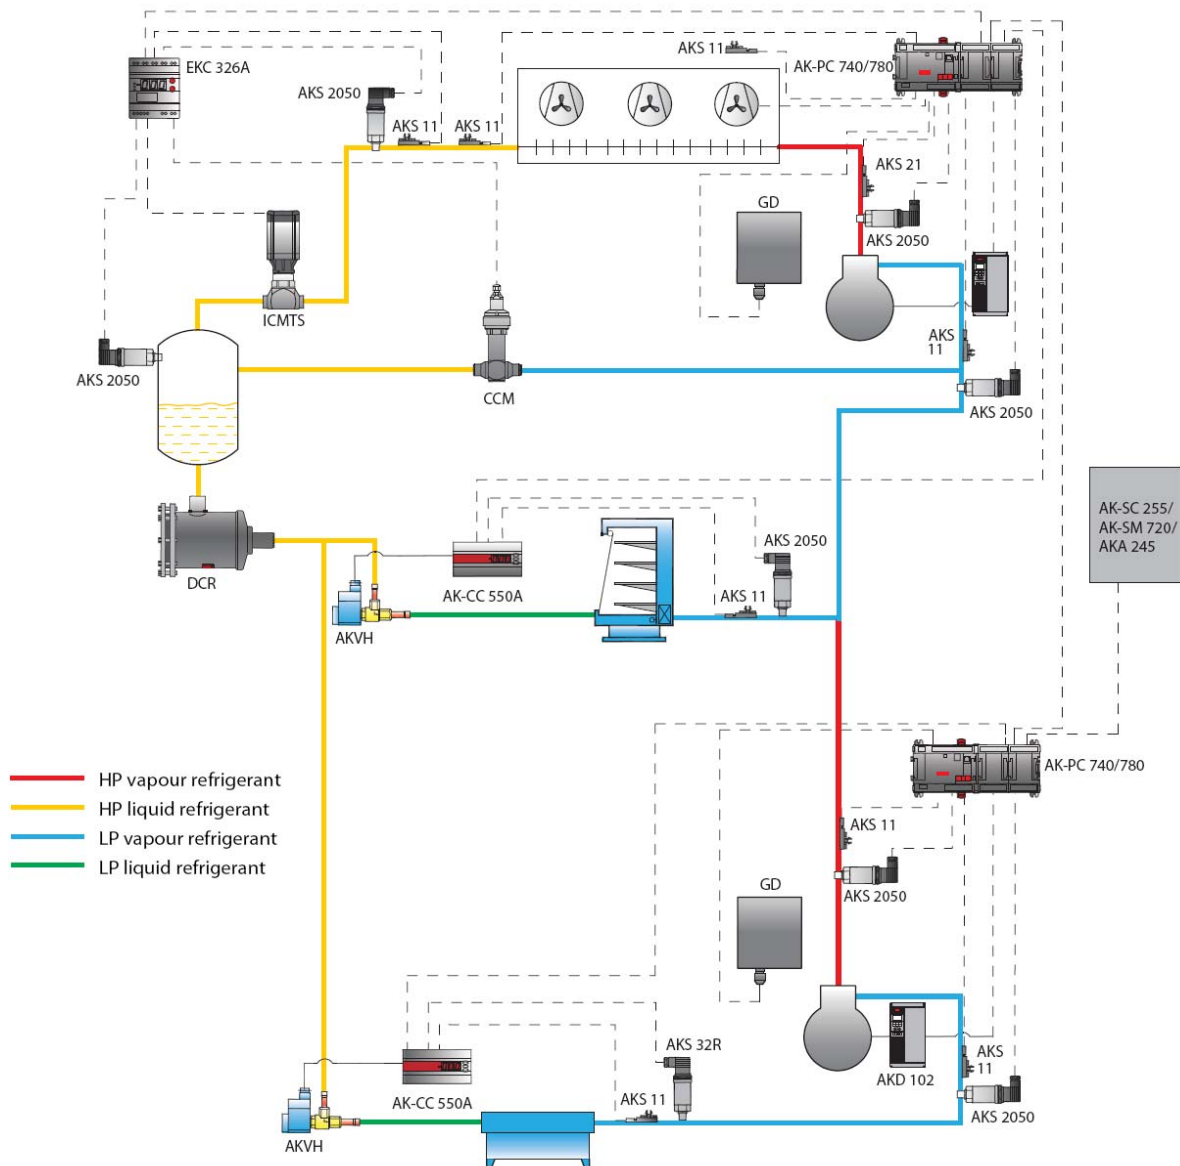 AKS 11
AK-PC 740/780
EKC 326A
AKS 2050
AKS 11
AKS 11
AKS 21
GD
AKS 2050
ICMTS
AKS
11
AKS 2050
CCM
AKS 2050
AK-SC 255/
AK-SM 720/
AKA 245
AKS 2050
DCR
AK-CC 550A
AKS 11
AKVH
AK-PC 740/780
HP vapour refrigerant
HP liquid refrigerant
LP vapour refrigerant
LP liquid refrigerant
AKS 11
GD
AKS 2050
AKS 32R
AKS
11
AKD 102
AK-CC 550A
AKS 11
AKS 2050
AKVH